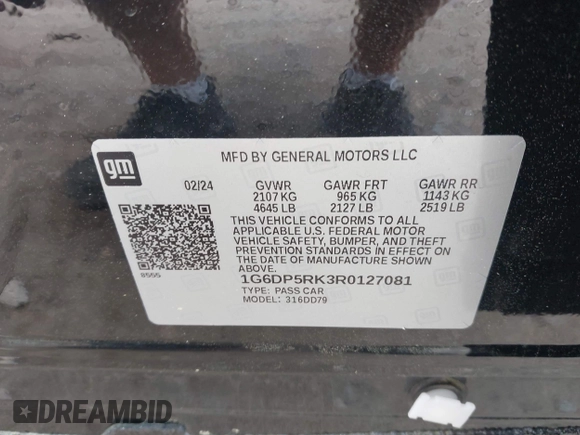 gm
MFD BY GENERAL MOTORS LLC
02/24 GVWR GAWR FRT GAWR RR
2107 KG 965 KG 1143 KG
4645 LB 2127 LB 2519 LB
THIS VEHICLE CONFORMS TO ALL
APPLICABLE U.S. FEDERAL MOTOR
VEHICLE SAFETY, BUMPER, AND THEFT
PREVENTION STANDARDS IN EFFECT ON
THE DATE OF MANUFACTURE SHOWN
ABOVE.
8555
1G6DP5RK3R0127081
TYPE: PASS CAR
MODEL: 316DD79
DREAMBID